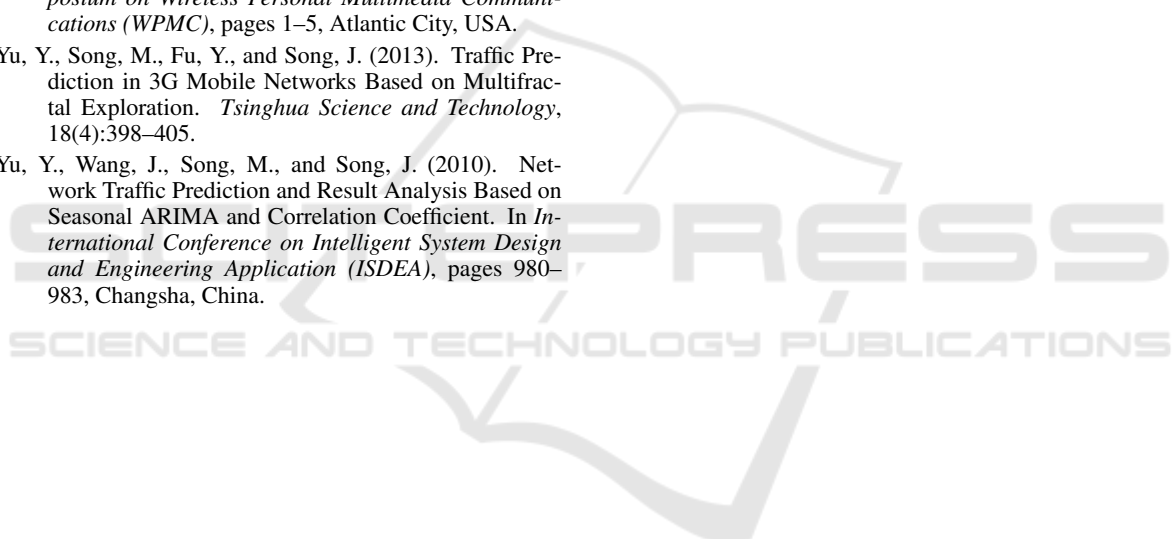 posium on Wireless Personal Multimedia Communi-
cations (WPMC), pages 1–5, Atlantic City, USA.
Yu, Y., Song, M., Fu, Y., and Song, J. (2013). Traffic Pre-
diction in 3G Mobile Networks Based on Multifrac-
tal Exploration. Tsinghua Science and Technology,
18(4):398–405.
Yu, Y., Wang, J., Song, M., and Song, J. (2010). Net-
work Traffic Prediction and Result Analysis Based on
Seasonal ARIMA and Correlation Coefficient. In In-
ternational Conference on Intelligent System Design
and Engineering Application (ISDEA), pages 980–
983, Changsha, China.
SCITEPRESS
SCIENCE AND TECHNOLOGY PUBLICATIONS